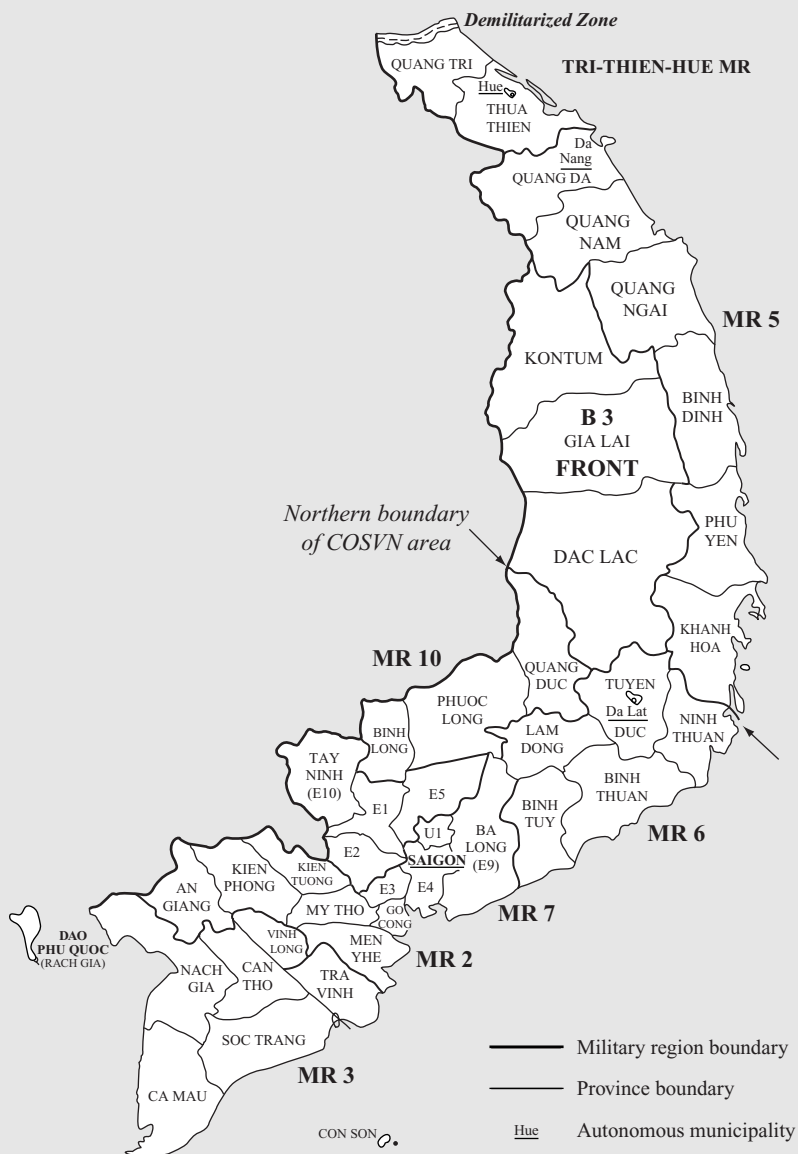 Demilitarized Zone
QUANG TRI
TRI-THIEN-HUE MR
Hue
THUA
THIEN
Da
Nang
QUANG DA
QUANG
NAM
QUANG
NGAI
MR 5
KONTUM
BINH
DINH
B 3
GIA LAI
FRONT
Northern boundary
of COSVN area
PHU
YEN
DAC LAC
KHANH
HOA
MR 10
QUANG
DUC
TUYEN
Da Lat
DUC
PHUOC
LONG
NINH
THUAN
BINH
LONG
LAM
DONG
TAY
NINH
(E10)
BINH
THUAN
E1
E5
BINH
TUY
U1
BA
LONG
(E9)
MR 6
E2
SAIGON
KIEN
PHONG
KIEN
TUONG
E3
E4
AN
GIANG
MY THO
GO
CONG
MR 7
DAO
PHU QUOC
(RACH GIA)
VINH
LONG
MEN
YHE
MR 2
NACH
GIA
CAN
THO
TRA
VINH
SOC TRANG
MR 3
CA MAU
CON SON
Military region boundary
Province boundary
Hue
Autonomous municipality